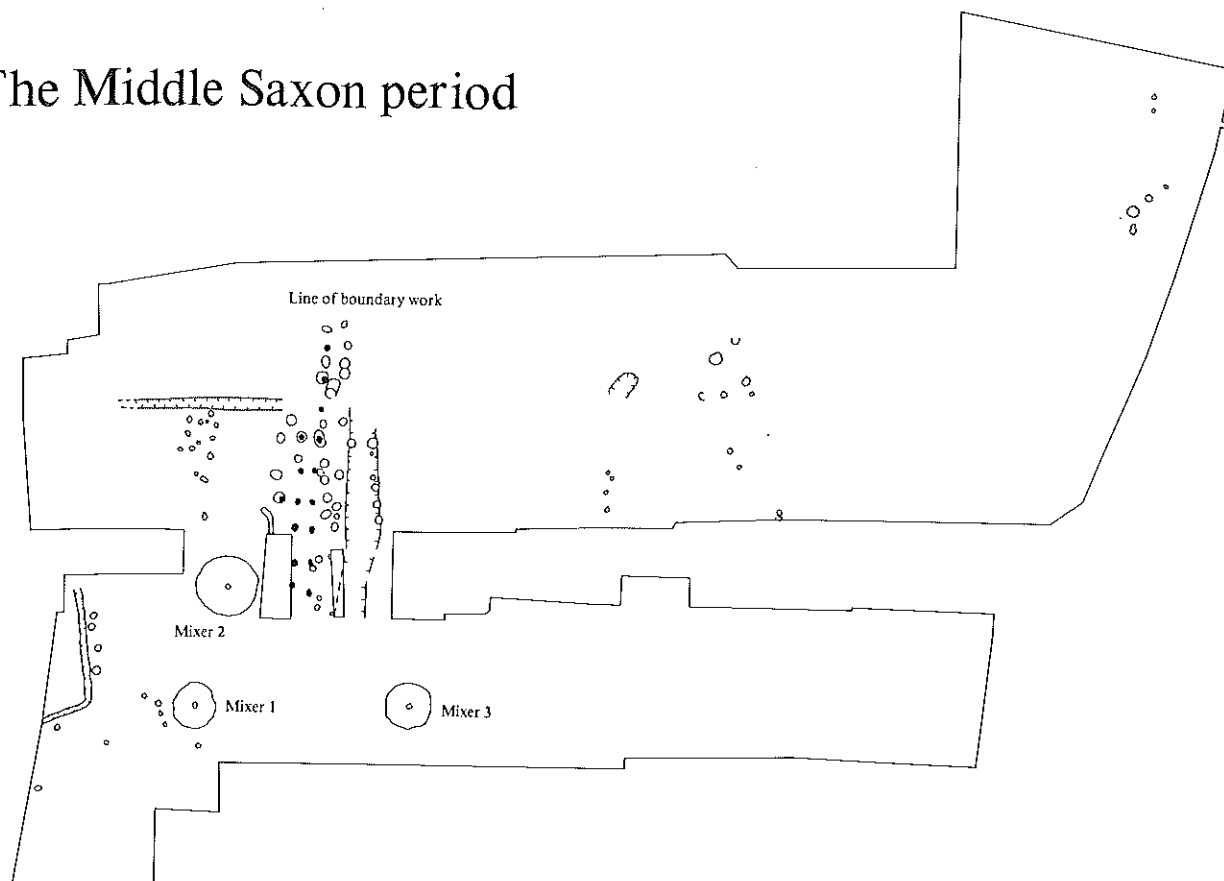 The Middle Saxon period
Line of boundary work
Mixer 2
Mixer 1
Mixer 3